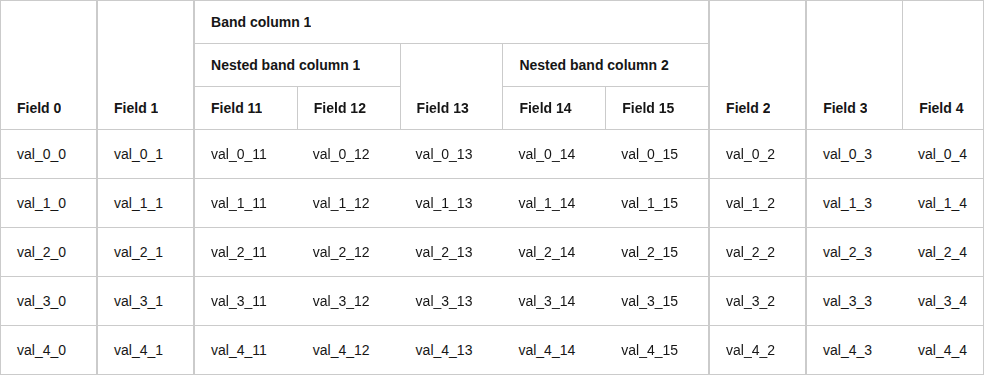 Band column 1
Nested band column 1 Nested band column 2
Field 0 Field 1 Field 11 Field 12 Field 13 Field 14 Field 15 Field 2 Field 3 Field 4
val_0_0 val_0_1 val_0_11 val_0_12 val_0_13 val_0_14 val_0_15 val_0_2 val_0_3 val_0_4
val_1_0 val_1_1 val_1_11 val_1_12 val_1_13 val_1_14 val_1_15 val_1_2 val_1_3 val_1_4
val_2_0 val_2_1 val_2_11 val_2_12 val_2_13 val_2_14 val_2_15 val_2_2 val_2_3 val_2_4
val_3_0 val_3_1 val_3_11 val_3_12 val_3_13 val_3_14 val_3_15 val_3_2 val_3_3 val_3_4
val_4_0 val_4_1 val_4_11 val_4_12 val_4_13 val_4_14 val_4_15 val_4_2 val_4_3 val_4_4